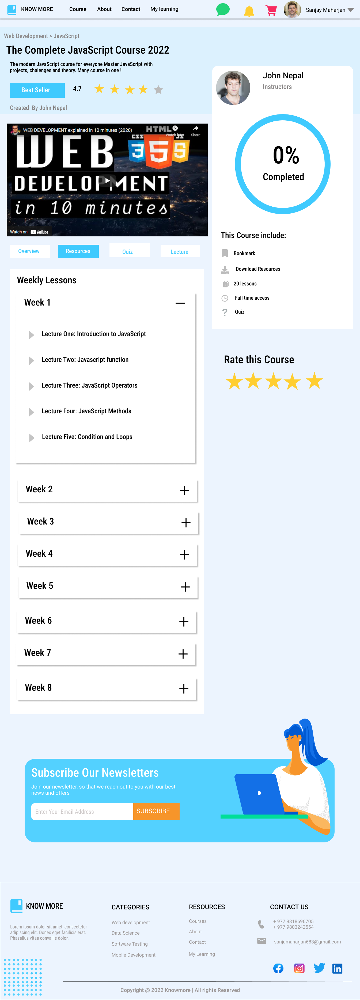 KNOW MORE
Course
About
Contact
My learning
Sanjay Maharjan
Web Development > JavaScript
The Complete JavaScript Course 2022
The modern JavaScript course for everyone Master JavaScript with
projects, chalenges and theory. Many course in one !
Best Seller
4.7
Created By John Nepal
John Nepal
Instructors
0%
Completed
WEB DEVELOPMENT explained in 10 minutes (2020)
Watch later
Share
HTML
CSS
WEB
3
5
DEVELOPMENT
in 10 minutes
Watch on
YouTube
Overview
Resources
Quiz
Lecture
This Course include:
Bookmark
Download Resources
20 lessons
Full time access
Quiz
Rate this Course
Weekly Lessons
Week 1
Lecture One: Introduction to JavaScript
Lecture Two: Javascript function
Lecture Three: JavaScript Operators
Lecture Four: JavaScript Methods
Lecture Five: Condition and Loops
Week 2
Week 3
Week 4
Week 5
Week 6
Week 7
Week 8
Subscribe Our Newsletters
Join our newsletter, so that we reach out to you with our best
news and offers
Enter Your Email Address
SUBSCRIBE
KNOW MORE
Lorem ipsum dolor sit amet, consectetur
adipiscing elit. Donec eget facilisis erat.
Phasellus vitae convallis dolor.
CATEGORIES
Web development
Data Science
Software Testing
Mobile Development
RESOURCES
Courses
About
Contact
My Learning
CONTACT US
+ 977 9818696705
+ 977 9803242554
sanjumaharjan683@gmail.com
in
Copyright @ 2022 Knowmore | All rights Reserved